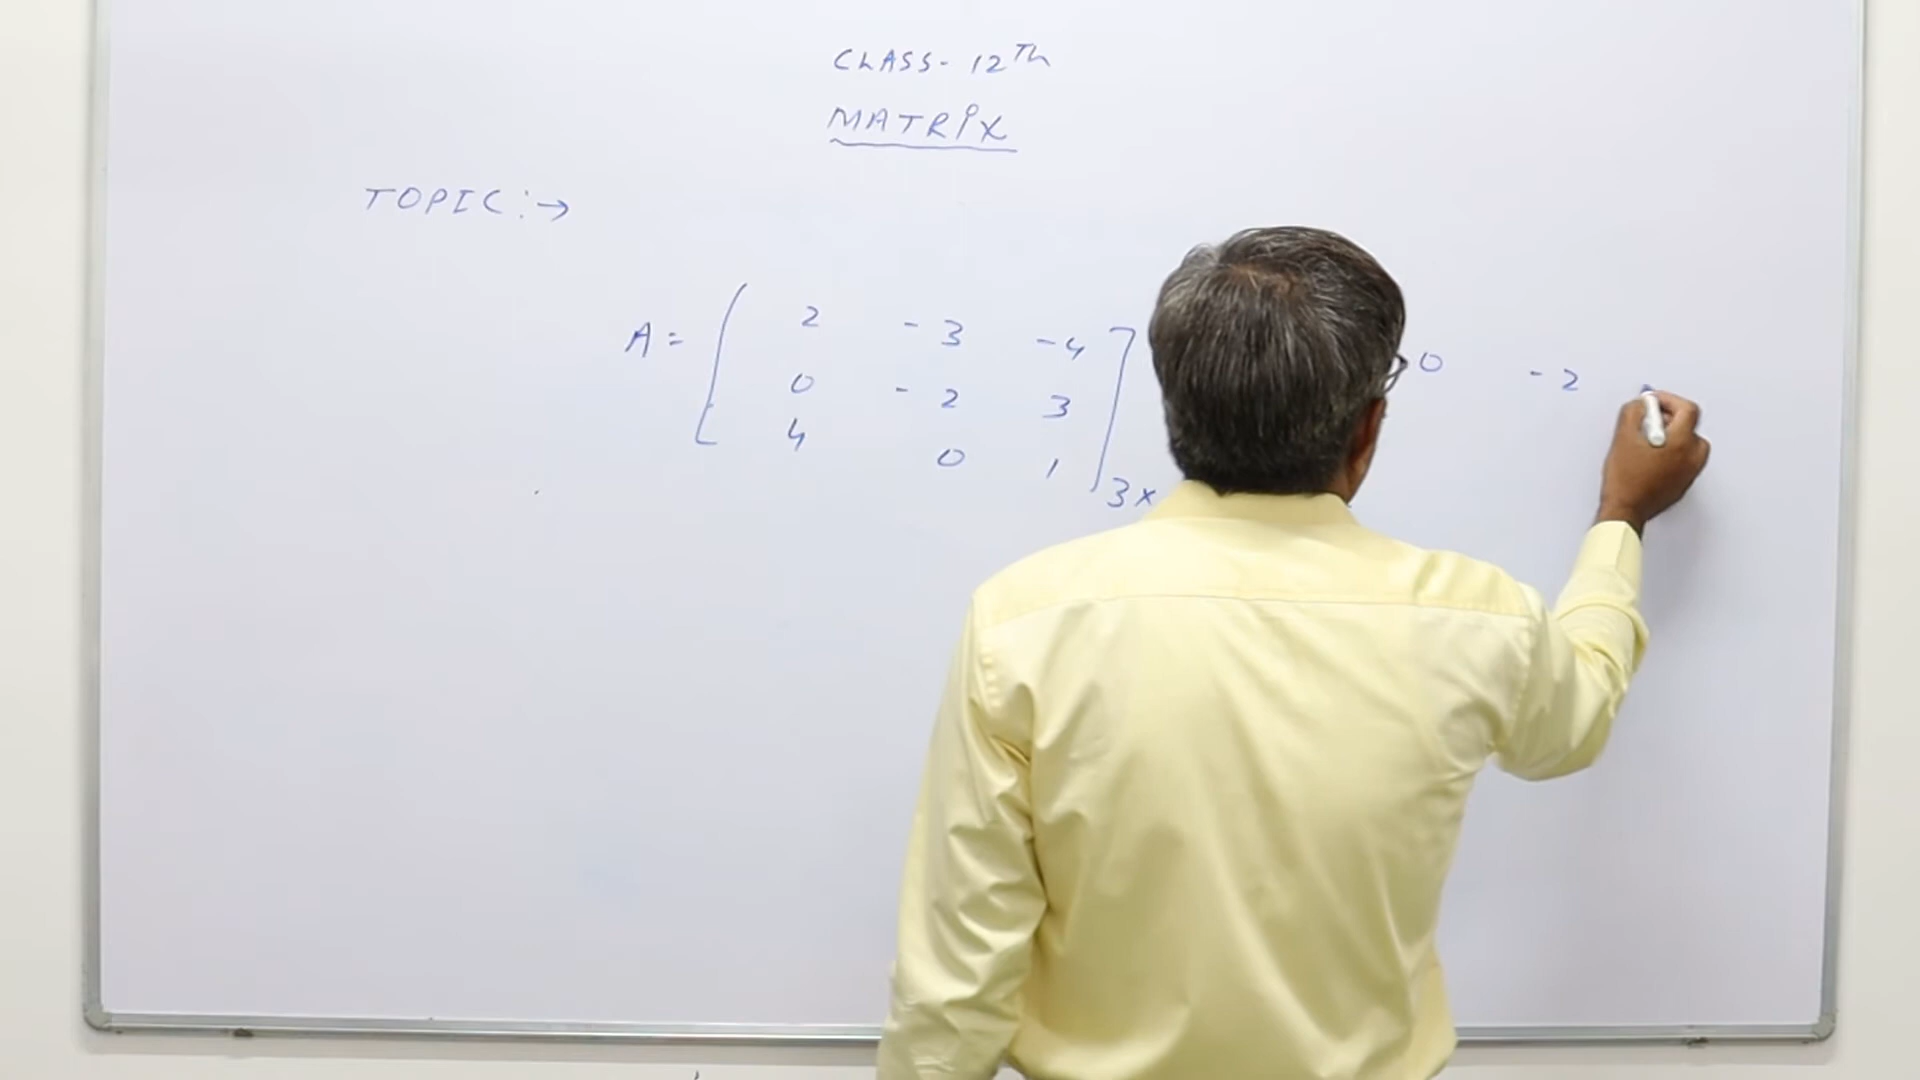 CLASS- 12Th
MATRIX
TOPIC:→
A = [ 2 -3 -4 ] 0 -2
0 -2 3
4 0 1
3x